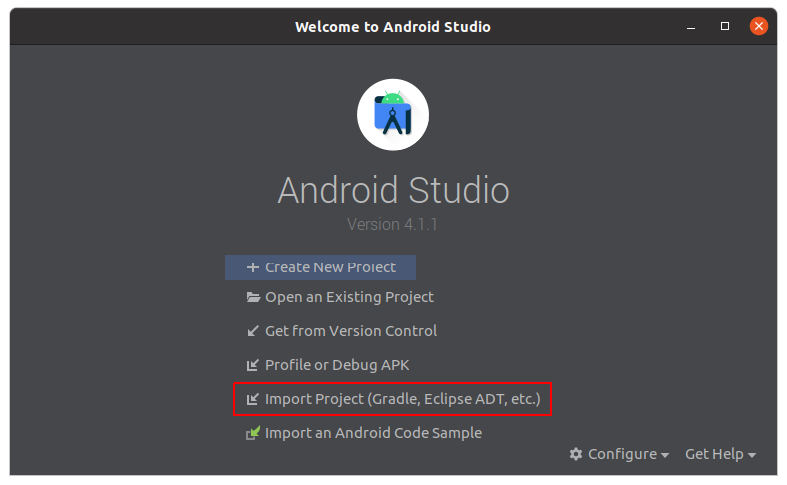 Welcome to Android Studio
Android Studio
Version 4.1.1
Create New Project
Open an Existing Project
Get from Version Control
Profile or Debug APK
Import Project (Gradle, Eclipse ADT, etc.)
Import an Android Code Sample
Configure Get Help